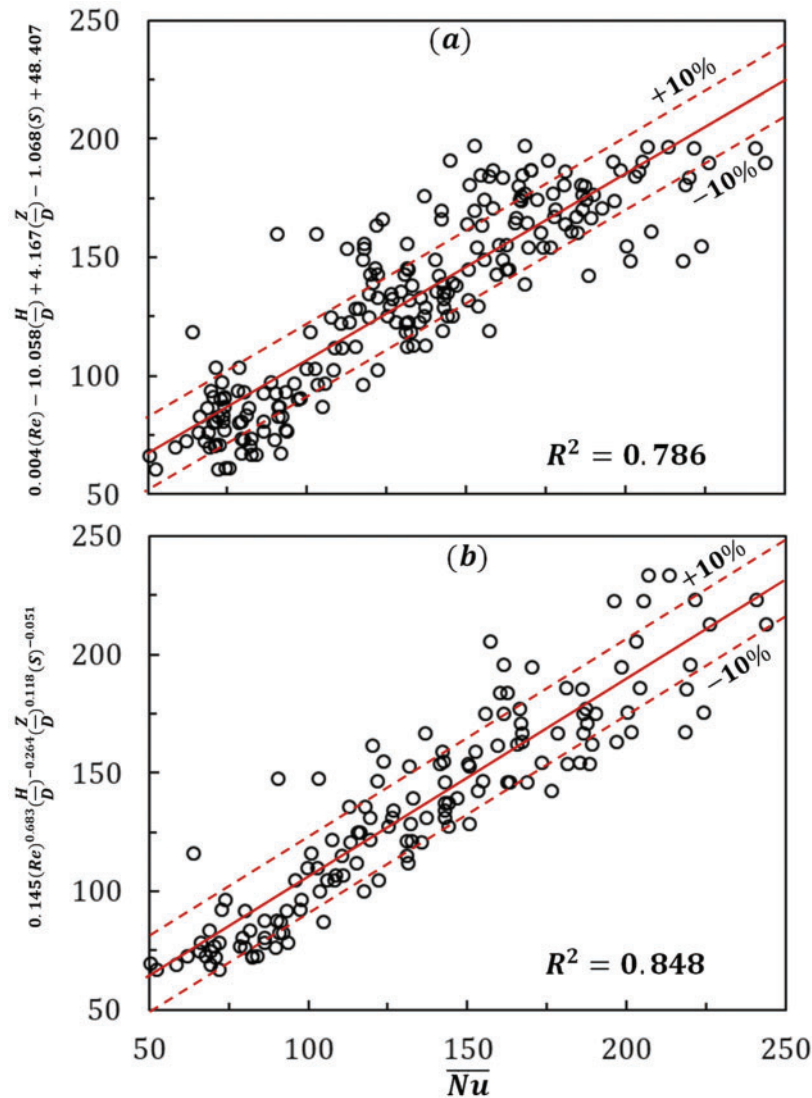 250
200
150
100
50
0.004(Re) − 10.058(H/D) + 4.167(Z/D) − 1.068(S) + 48.407
(a)
+10%
−10%
R² = 0.786
250
200
150
100
50
0.145(Re)^0.683(H/D)^−0.264(Z/D)^0.118(S)^−0.051
(b)
+10%
−10%
R² = 0.848
50 100 150 200 250
N̅u̅